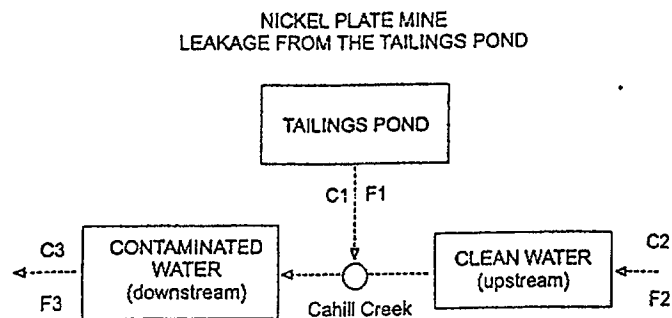 NICKEL PLATE MINE
LEAKAGE FROM THE TAILINGS POND
TAILINGS POND
C1 F1
C3
CONTAMINATED
WATER
(downstream)
F3
Cahill Creek
CLEAN WATER
(upstream)
C2
F2